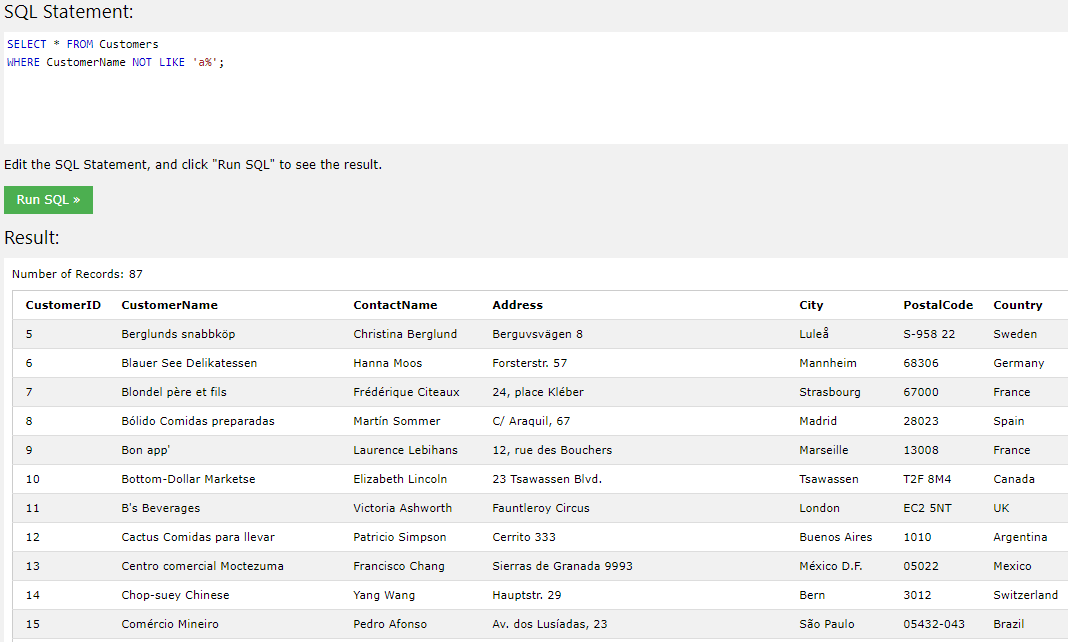 SQL Statement:
SELECT * FROM Customers
WHERE CustomerName NOT LIKE 'a%';
Edit the SQL Statement, and click "Run SQL" to see the result.
Run SQL »
Result:
Number of Records: 87
CustomerID CustomerName ContactName Address City PostalCode Country
5 Berglunds snabbköp Christina Berglund Berguvsvägen 8 Luleå S-958 22 Sweden
6 Blauer See Delikatessen Hanna Moos Forsterstr. 57 Mannheim 68306 Germany
7 Blondel père et fils Frédérique Citeaux 24, place Kléber Strasbourg 67000 France
8 Bólido Comidas preparadas Martín Sommer C/ Araquil, 67 Madrid 28023 Spain
9 Bon app' Laurence Lebihans 12, rue des Bouchers Marseille 13008 France
10 Bottom-Dollar Marketse Elizabeth Lincoln 23 Tsawassen Blvd. Tsawassen T2F 8M4 Canada
11 B's Beverages Victoria Ashworth Fauntleroy Circus London EC2 5NT UK
12 Cactus Comidas para llevar Patricio Simpson Cerrito 333 Buenos Aires 1010 Argentina
13 Centro comercial Moctezuma Francisco Chang Sierras de Granada 9993 México D.F. 05022 Mexico
14 Chop-suey Chinese Yang Wang Hauptstr. 29 Bern 3012 Switzerland
15 Comércio Mineiro Pedro Afonso Av. dos Lusíadas, 23 São Paulo 05432-043 Brazil